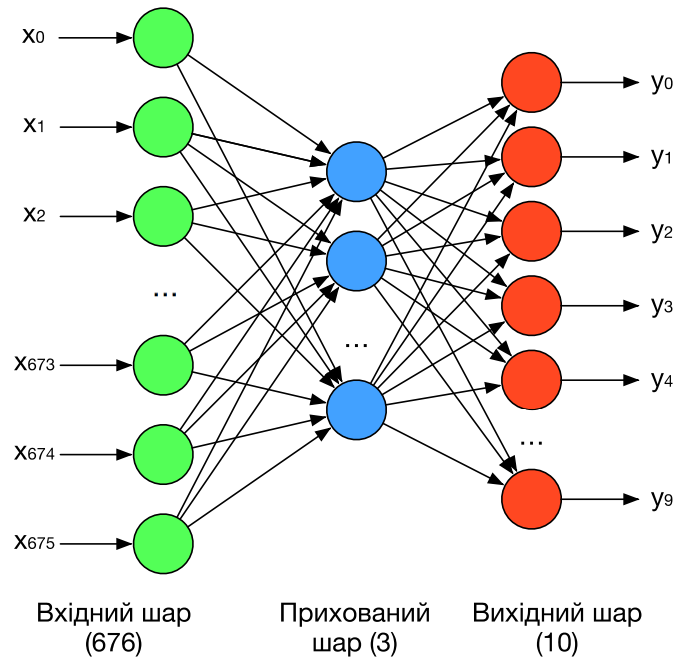 x0
x1
x2
...
x673
x674
x675
...
y0
y1
y2
y3
y4
...
y9
Вхідний шар
(676)
Прихований
шар (3)
Вихідний шар
(10)